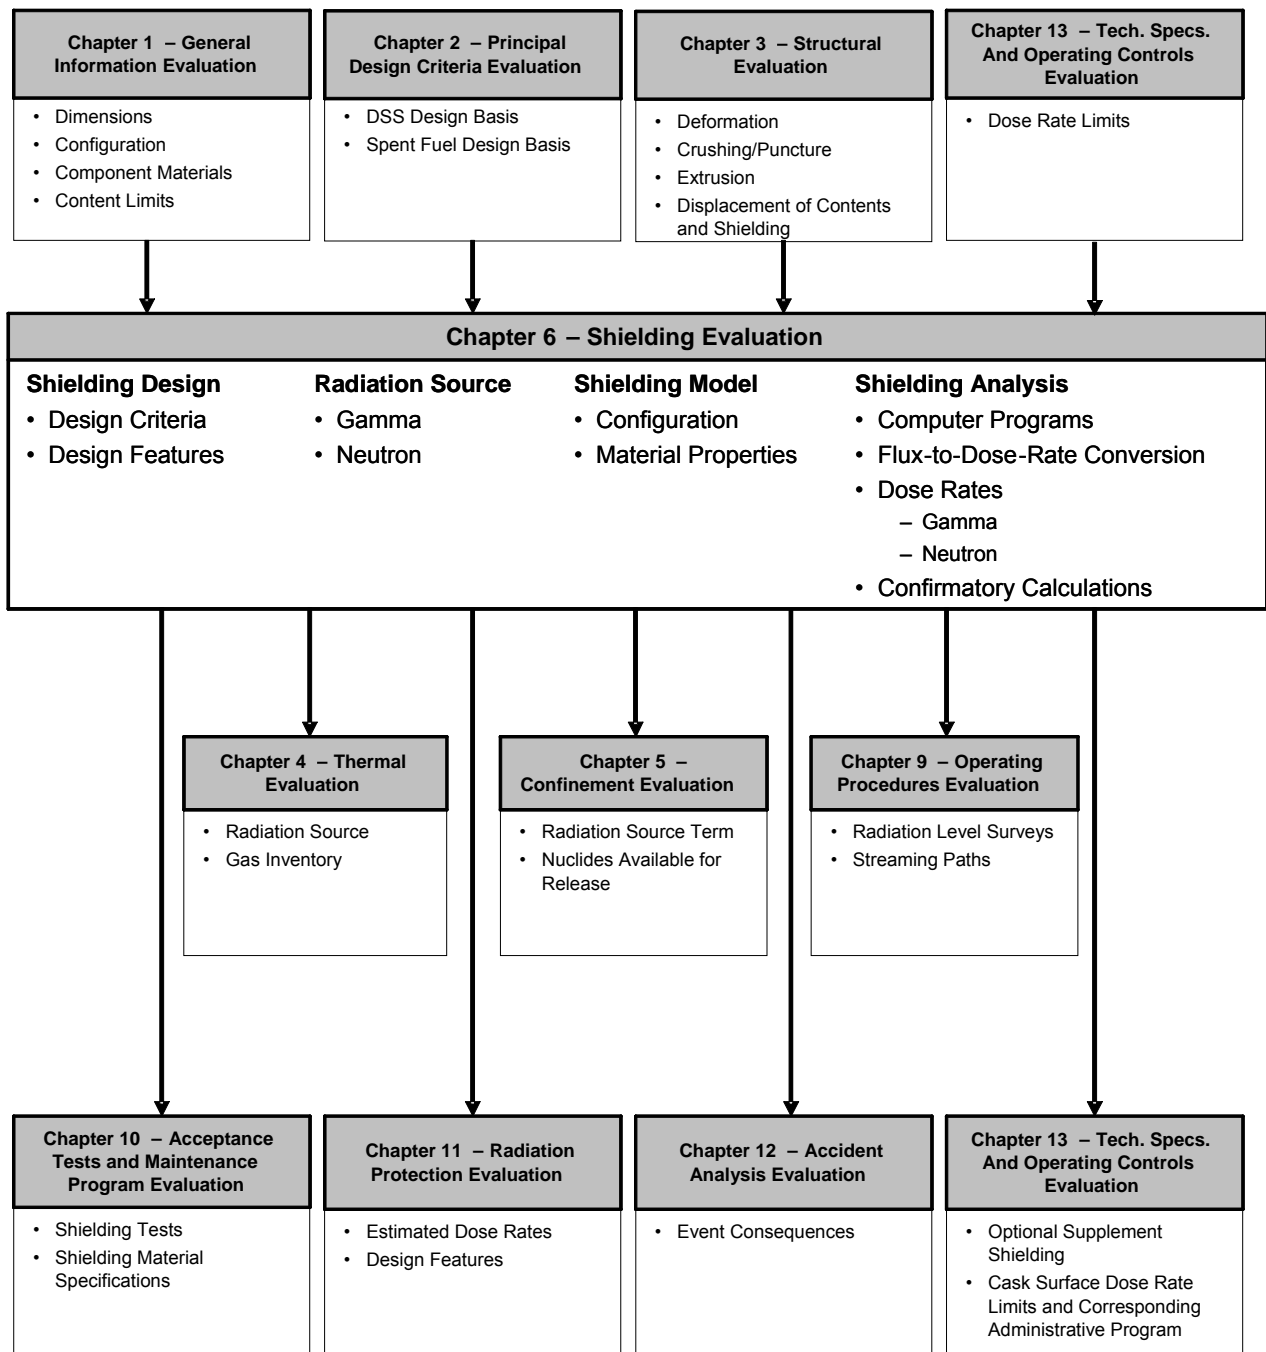 Chapter 1 – General
Information Evaluation
• Dimensions
• Configuration
• Component Materials
• Content Limits
Chapter 2 – Principal
Design Criteria Evaluation
• DSS Design Basis
• Spent Fuel Design Basis
Chapter 3 – Structural
Evaluation
• Deformation
• Crushing/Puncture
• Extrusion
• Displacement of Contents
and Shielding
Chapter 13 – Tech. Specs.
And Operating Controls
Evaluation
• Dose Rate Limits
Chapter 6 – Shielding Evaluation
Shielding Design
• Design Criteria
• Design Features
Radiation Source
• Gamma
• Neutron
Shielding Model
• Configuration
• Material Properties
Shielding Analysis
• Computer Programs
• Flux-to-Dose-Rate Conversion
• Dose Rates
– Gamma
– Neutron
• Confirmatory Calculations
Chapter 4 – Thermal
Evaluation
• Radiation Source
• Gas Inventory
Chapter 5 –
Confinement Evaluation
• Radiation Source Term
• Nuclides Available for
Release
Chapter 9 – Operating
Procedures Evaluation
• Radiation Level Surveys
• Streaming Paths
Chapter 10 – Acceptance
Tests and Maintenance
Program Evaluation
• Shielding Tests
• Shielding Material
Specifications
Chapter 11 – Radiation
Protection Evaluation
• Estimated Dose Rates
• Design Features
Chapter 12 – Accident
Analysis Evaluation
• Event Consequences
Chapter 13 – Tech. Specs.
And Operating Controls
Evaluation
• Optional Supplement
Shielding
• Cask Surface Dose Rate
Limits and Corresponding
Administrative Program